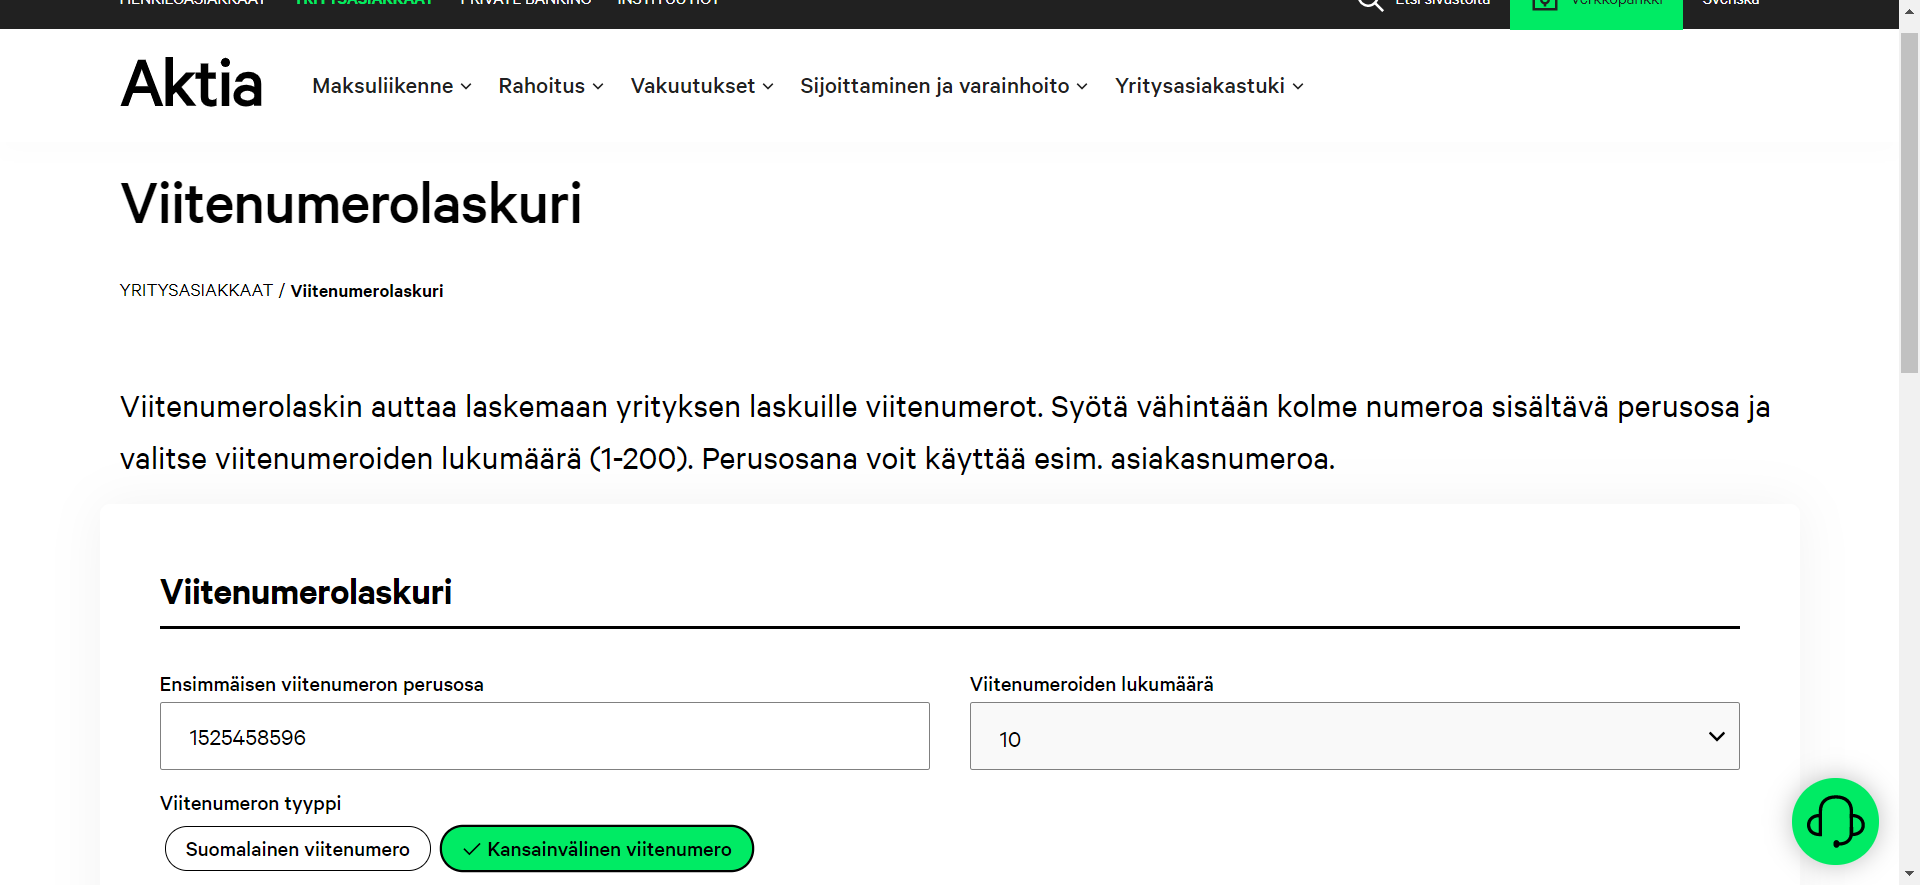 HENKILÖASIAKKAAT YRITYSASIAKKAAT PRIVATE BANKING INSTITUUTIOT Etsi sivustolta Verkkopankki Svenska
Aktia Maksuliikenne Rahoitus Vakuutukset Sijoittaminen ja varainhoito Yritysasiakastuki
Viitenumerolaskuri
YRITYSASIAKKAAT / Viitenumerolaskuri
Viitenumerolaskin auttaa laskemaan yrityksen laskuille viitenumerot. Syötä vähintään kolme numeroa sisältävä perusosa ja
valitse viitenumeroiden lukumäärä (1-200). Perusosana voit käyttää esim. asiakasnumeroa.
Viitenumerolaskuri
Ensimmäisen viitenumeron perusosa Viitenumeroiden lukumäärä
1525458596 10
Viitenumeron tyyppi
Suomalainen viitenumero Kansainvälinen viitenumero